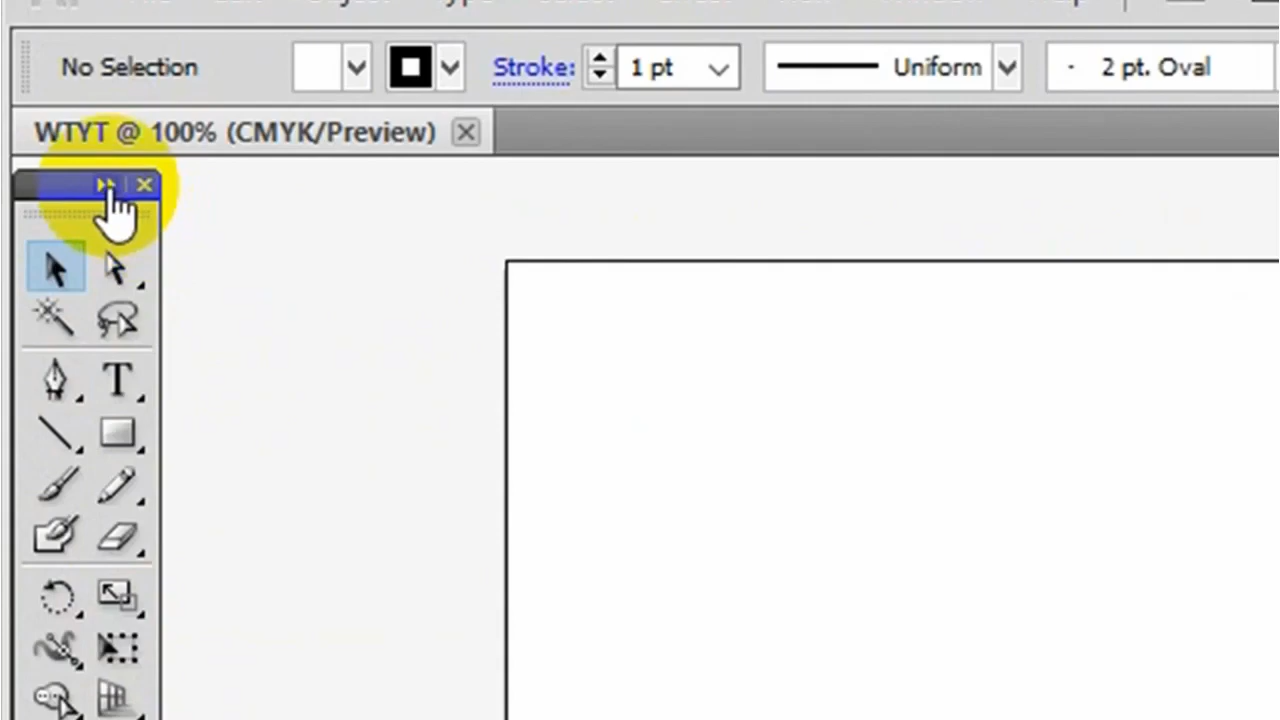 No Selection Stroke: 1 pt Uniform 2 pt. Oval
WTYT @ 100% (CMYK/Preview)